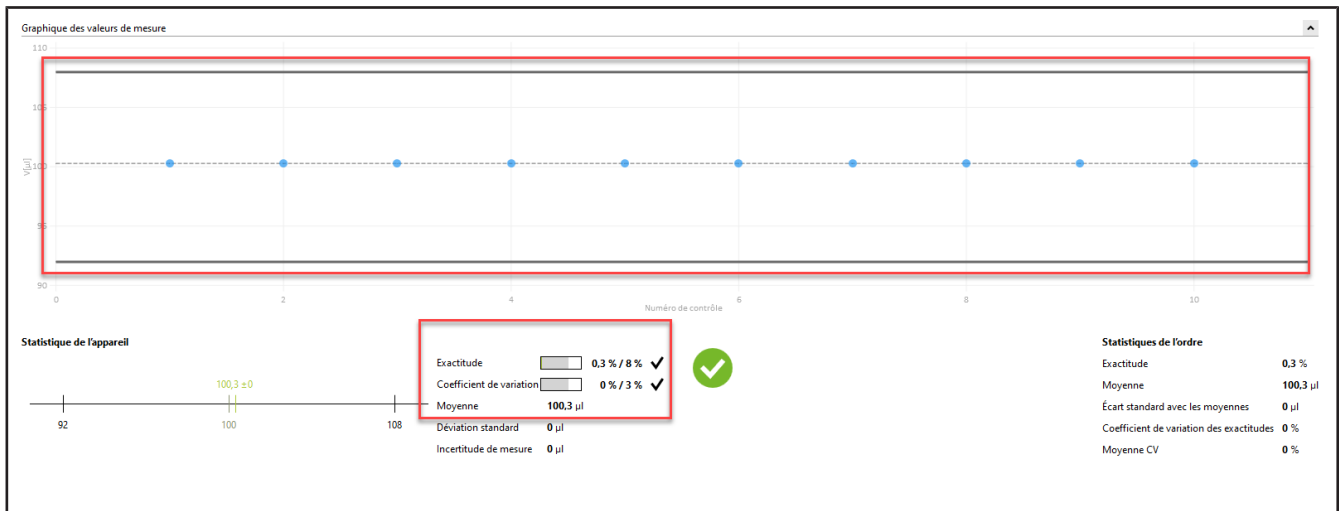 Graphique des valeurs de mesure
110
105
V[µl]
100
95
90
0 2 4 6 8 10
Numéro de contrôle
Statistique de l'appareil
100,3 ±0
92 100 108
Exactitude 0,3 % / 8 %
Coefficient de variation 0 % / 3 %
Moyenne 100,3 µl
Déviation standard 0 µl
Incertitude de mesure 0 µl
Statistiques de l'ordre
Exactitude 0,3 %
Moyenne 100,3 µl
Écart standard avec les moyennes 0 µl
Coefficient de variation des exactitudes 0 %
Moyenne CV 0 %